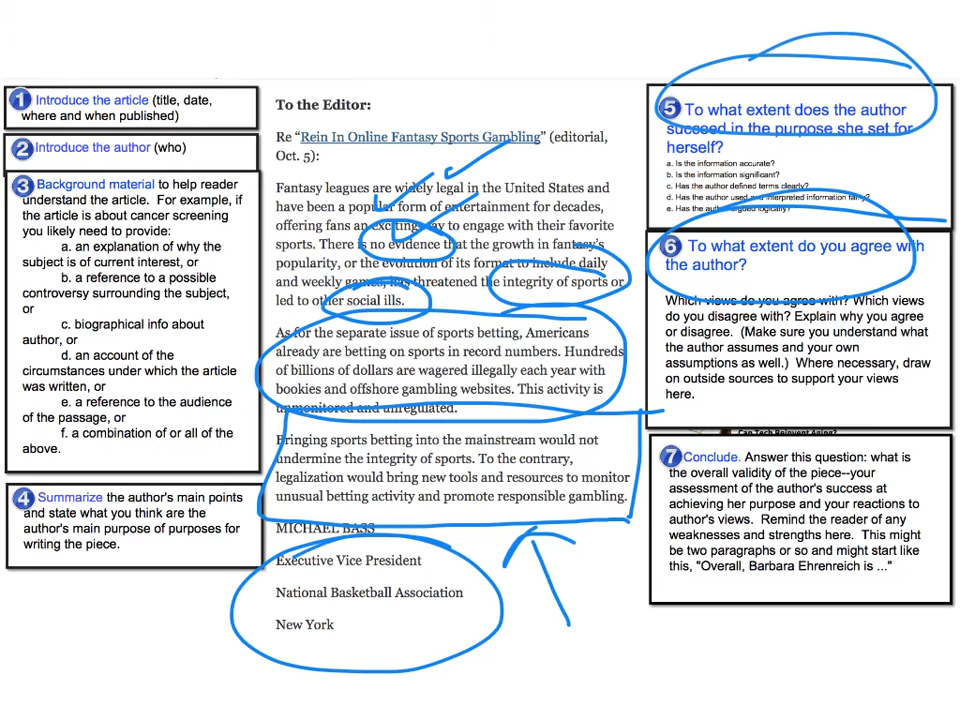 1 Introduce the article (title, date,
where and when published)
2 Introduce the author (who)
3 Background material to help reader
understand the article. For example, if
the article is about cancer screening
you likely need to provide:
a. an explanation of why the
subject is of current interest, or
b. a reference to a possible
controversy surrounding the subject,
or
c. biographical info about
author, or
d. an account of the
circumstances under which the article
was written, or
e. a reference to the audience
of the passage, or
f. a combination of or all of the
above.
4 Summarize the author's main points
and state what you think are the
author's main purpose of purposes for
writing the piece.
To the Editor:
Re “Rein In Online Fantasy Sports Gambling” (editorial,
Oct. 5):
Fantasy leagues are widely legal in the United States and
have been a popular form of entertainment for decades,
offering fans an exciting way to engage with their favorite
sports. There is no evidence that the growth in fantasy's
popularity, or the evolution of its format to include daily
and weekly games, has threatened the integrity of sports or
led to other social ills.
As for the separate issue of sports betting, Americans
already are betting on sports in record numbers. Hundreds
of billions of dollars are wagered illegally each year with
bookies and offshore gambling websites. This activity is
unmonitored and unregulated.
Bringing sports betting into the mainstream would not
undermine the integrity of sports. To the contrary,
legalization would bring new tools and resources to monitor
unusual betting activity and promote responsible gambling.
MICHAEL BASS
Executive Vice President
National Basketball Association
New York
5 To what extent does the author
succeed in the purpose she set for
herself?
a. Is the information accurate?
b. Is the information significant?
c. Has the author defined terms clearly?
d. Has the author used and interpreted information fairly?
e. Has the author argued logically?
6 To what extent do you agree with
the author?
Which views do you agree with? Which views
do you disagree with? Explain why you agree
or disagree. (Make sure you understand what
the author assumes and your own
assumptions as well.) Where necessary, draw
on outside sources to support your views
here.
Can Tech Reinvent Aging?
7 Conclude. Answer this question: what is
the overall validity of the piece--your
assessment of the author's success at
achieving her purpose and your reactions to
author's views. Remind the reader of any
weaknesses and strengths here. This might
be two paragraphs or so and might start like
this, "Overall, Barbara Ehrenreich is ..."